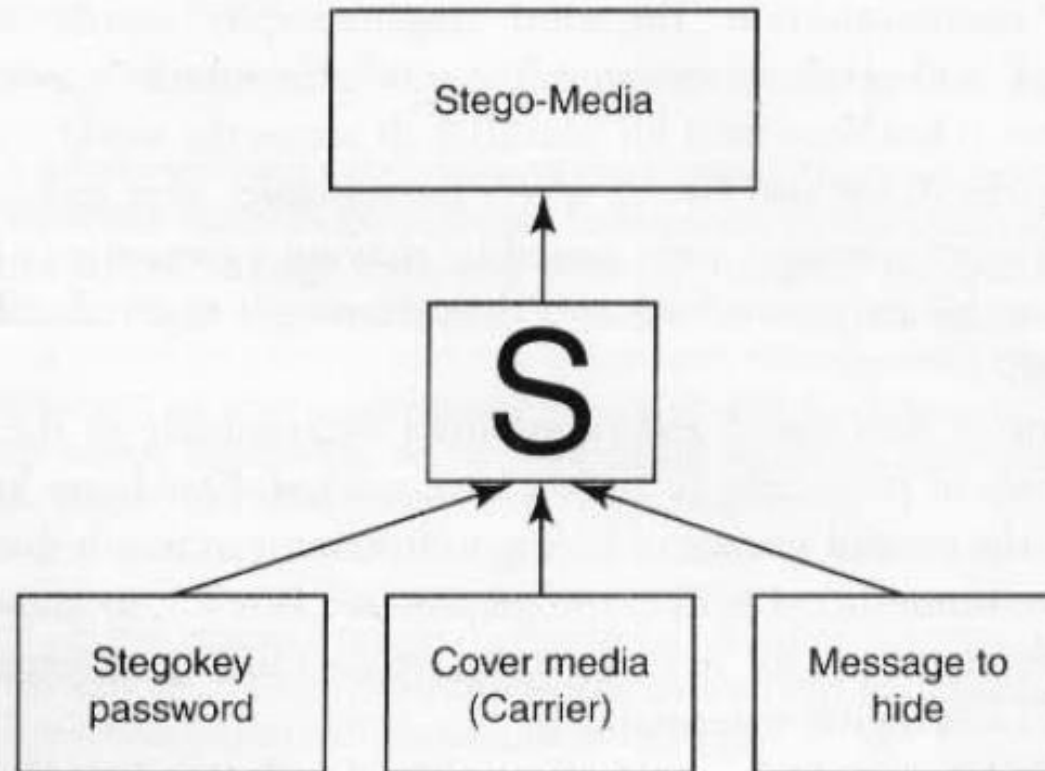 Stego-Media
S
Stegokey
password
Cover media
(Carrier)
Message to
hide